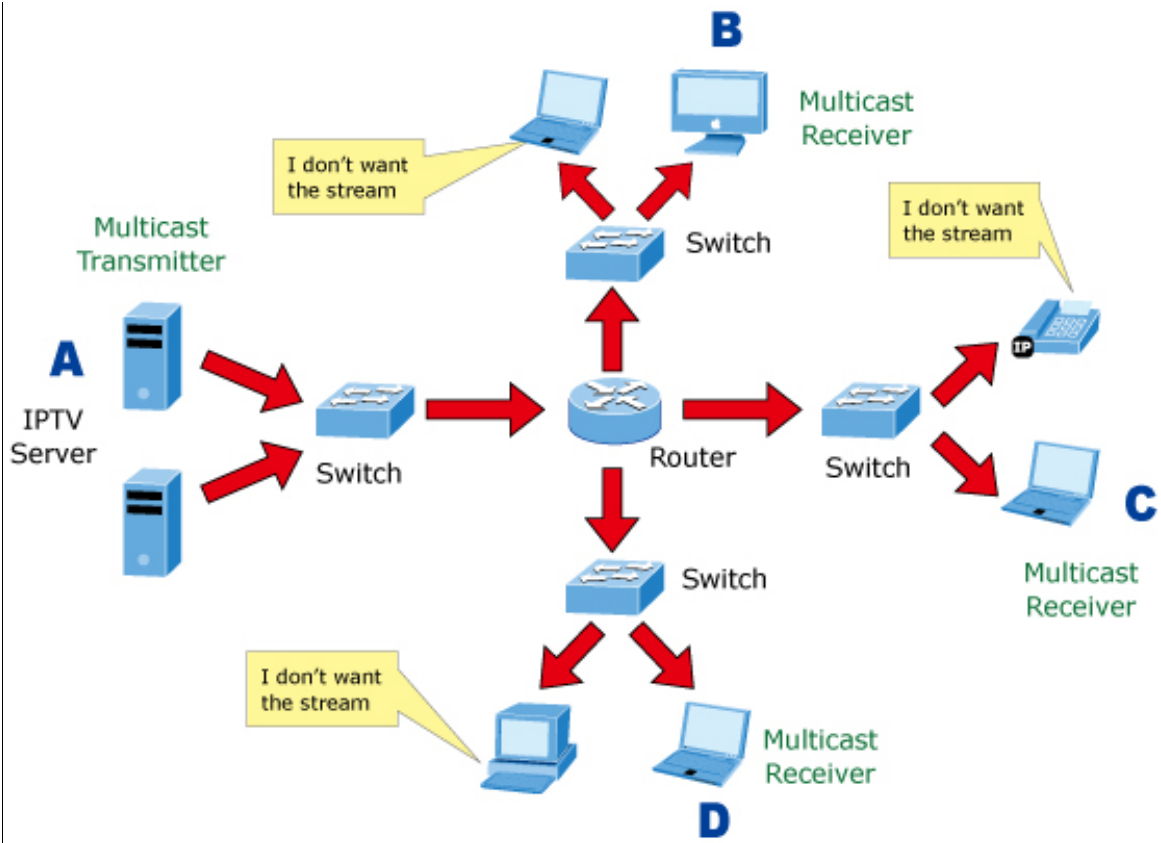 B
Multicast
Receiver
I don't want
the stream
I don't want
the stream
Switch
Multicast
Transmitter
A
IPTV
Server
IP
Switch
Router
Switch
C
Multicast
Receiver
Switch
I don't want
the stream
Multicast
Receiver
D